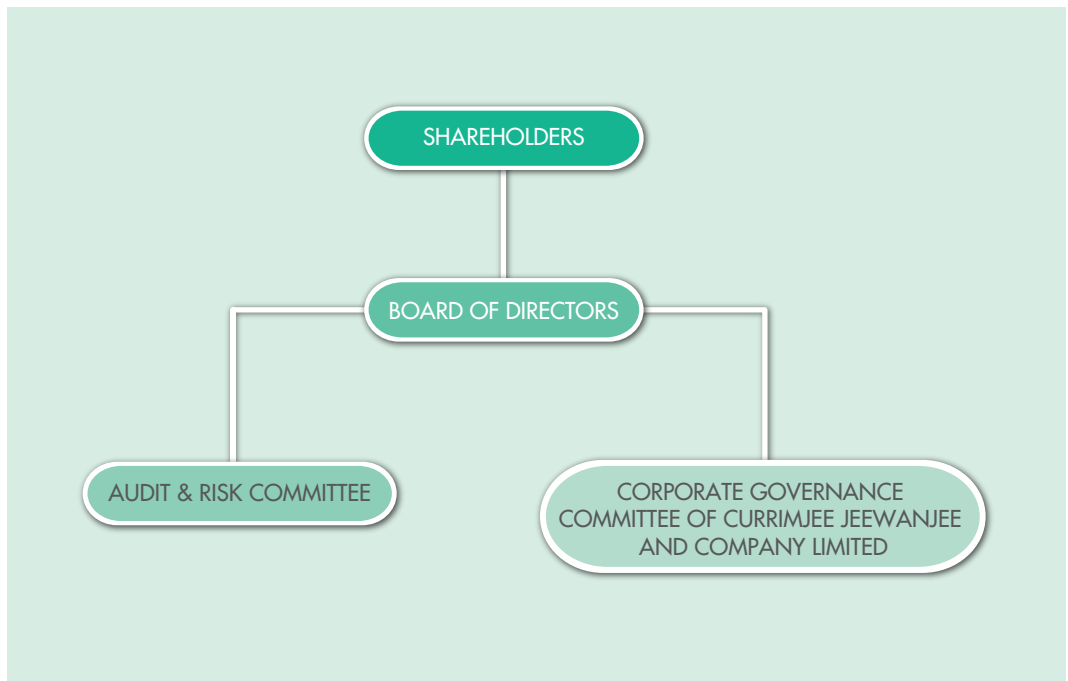 SHAREHOLDERS
BOARD OF DIRECTORS
AUDIT & RISK COMMITTEE
CORPORATE GOVERNANCE
COMMITTEE OF CURRIMJEE JEEWANJEE
AND COMPANY LIMITED